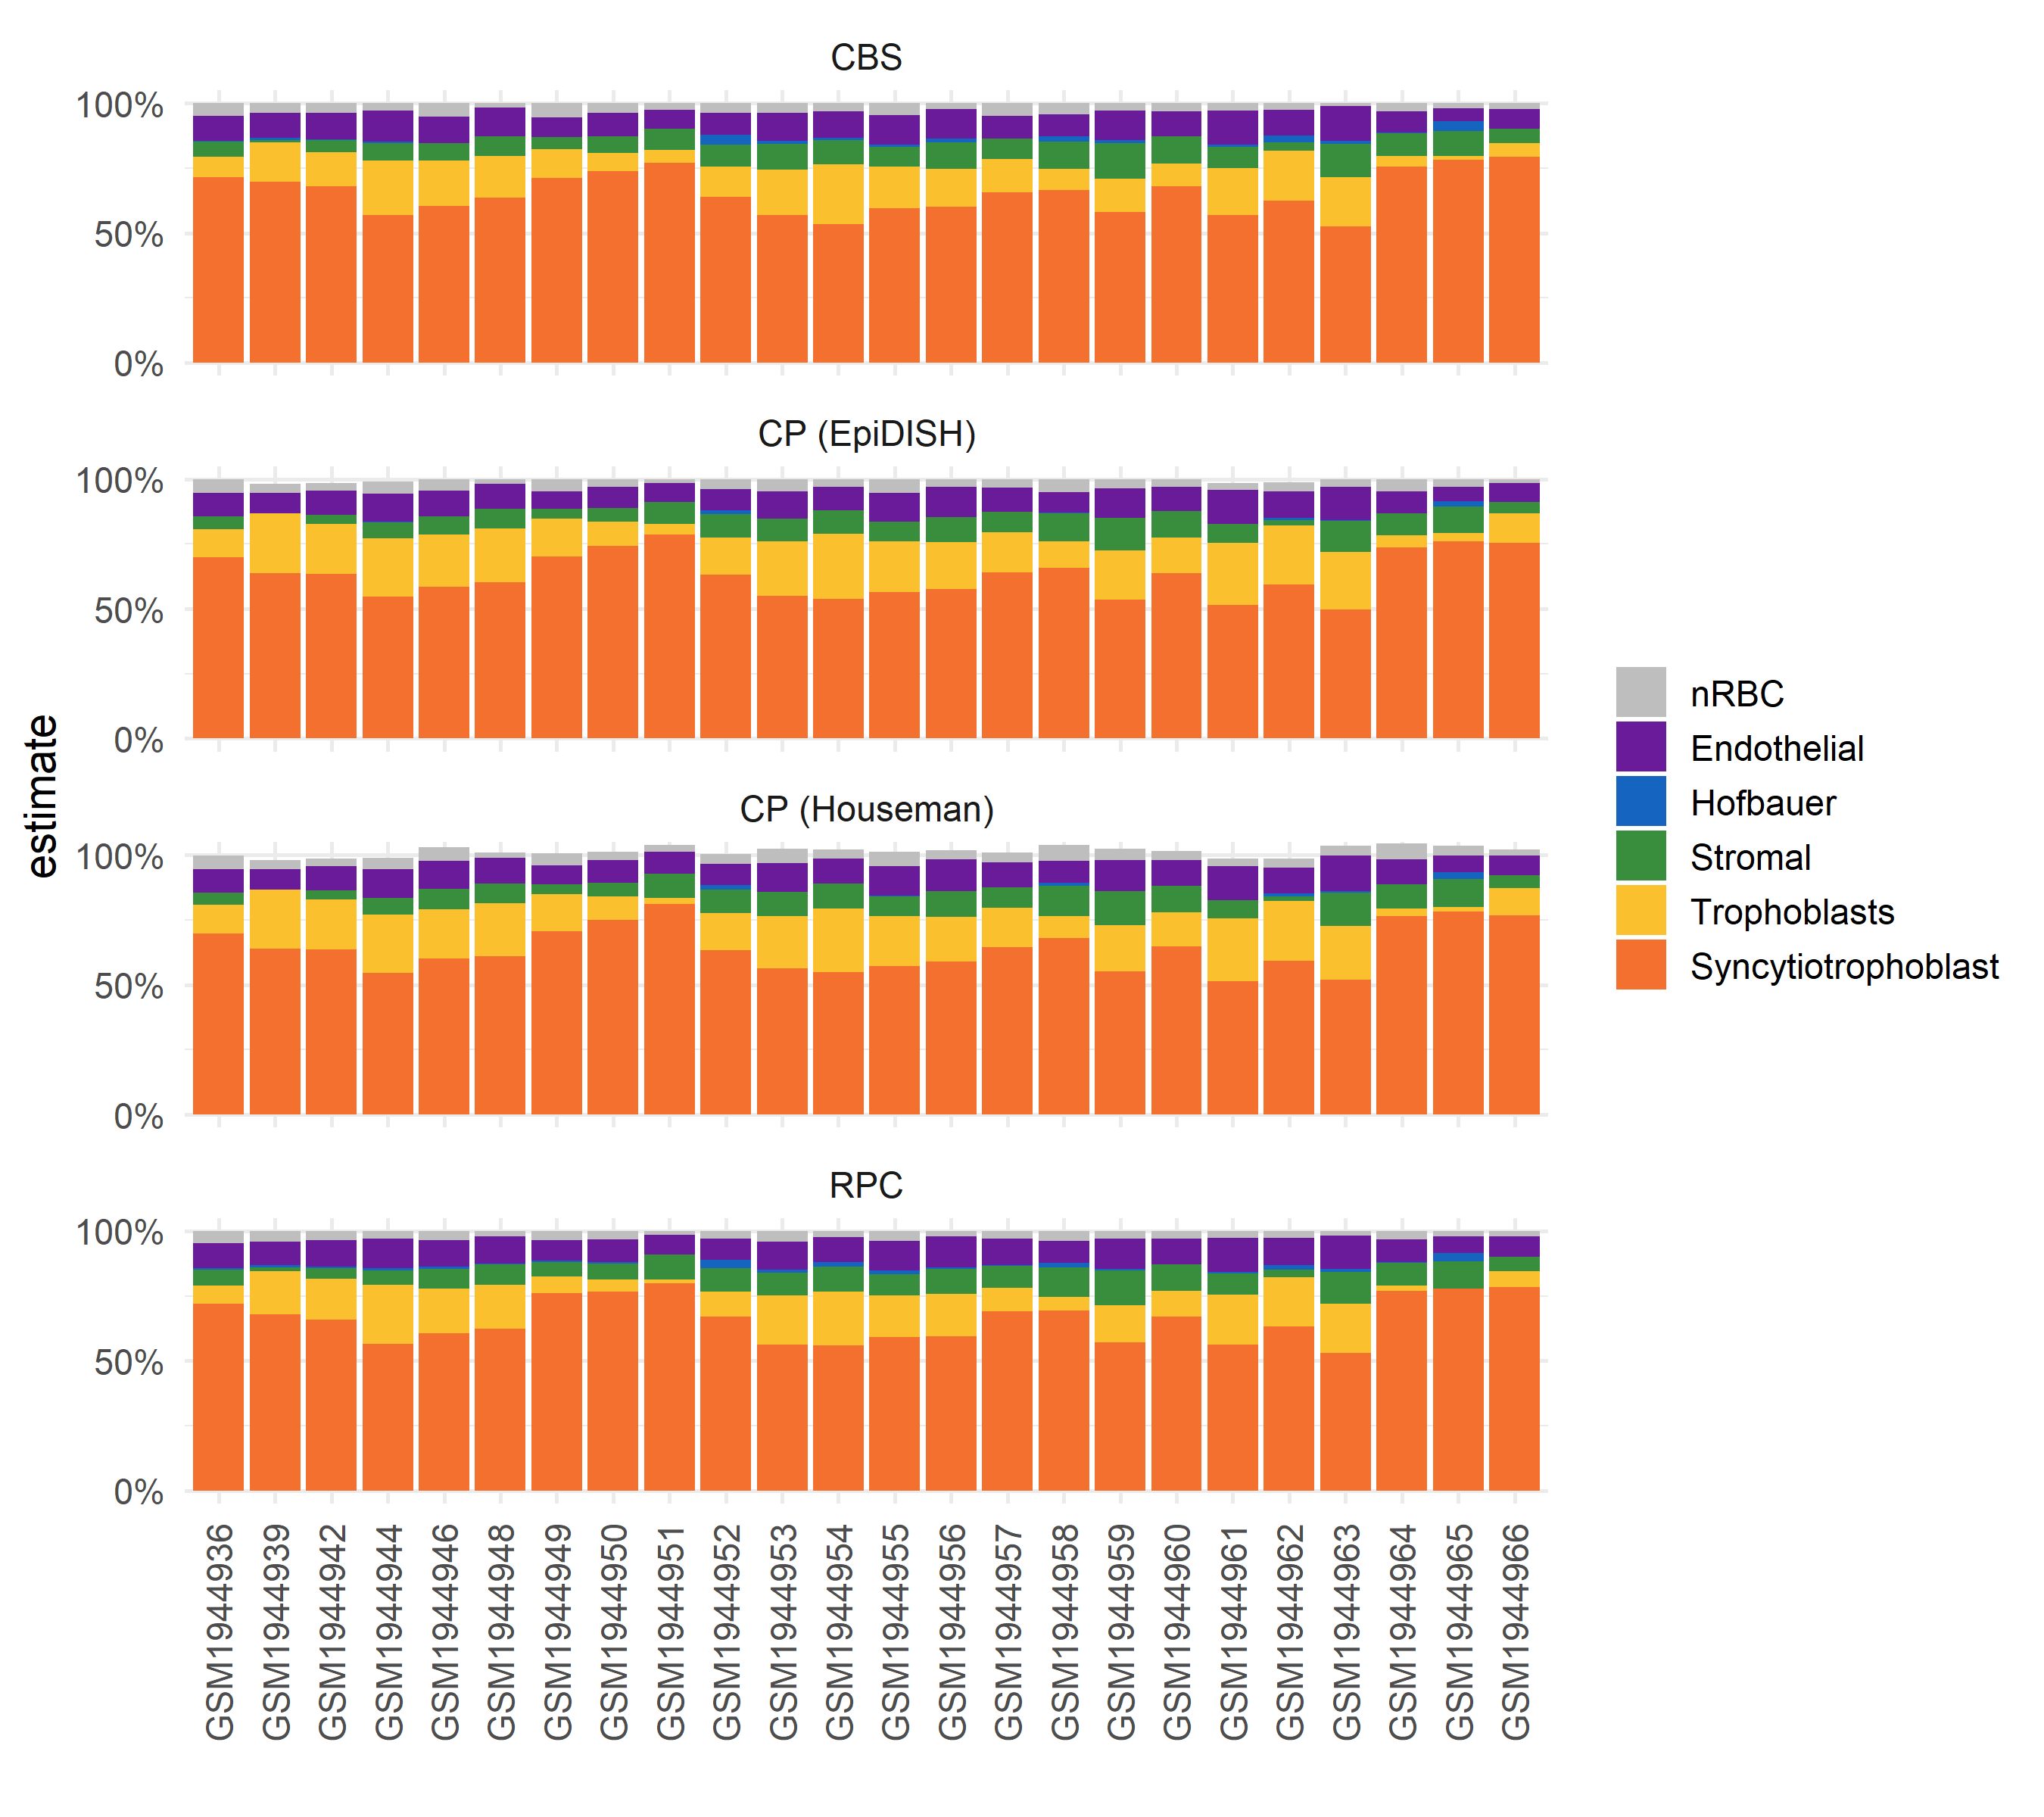 CBS
100%
50%
0%
CP (EpiDISH)
100%
50%
0%
CP (Houseman)
100%
50%
0%
RPC
100%
50%
0%
estimate
nRBC
Endothelial
Hofbauer
Stromal
Trophoblasts
Syncytiotrophoblast
GSM1944936
GSM1944939
GSM1944942
GSM1944944
GSM1944946
GSM1944948
GSM1944949
GSM1944950
GSM1944951
GSM1944952
GSM1944953
GSM1944954
GSM1944955
GSM1944956
GSM1944957
GSM1944958
GSM1944959
GSM1944960
GSM1944961
GSM1944962
GSM1944963
GSM1944964
GSM1944965
GSM1944966